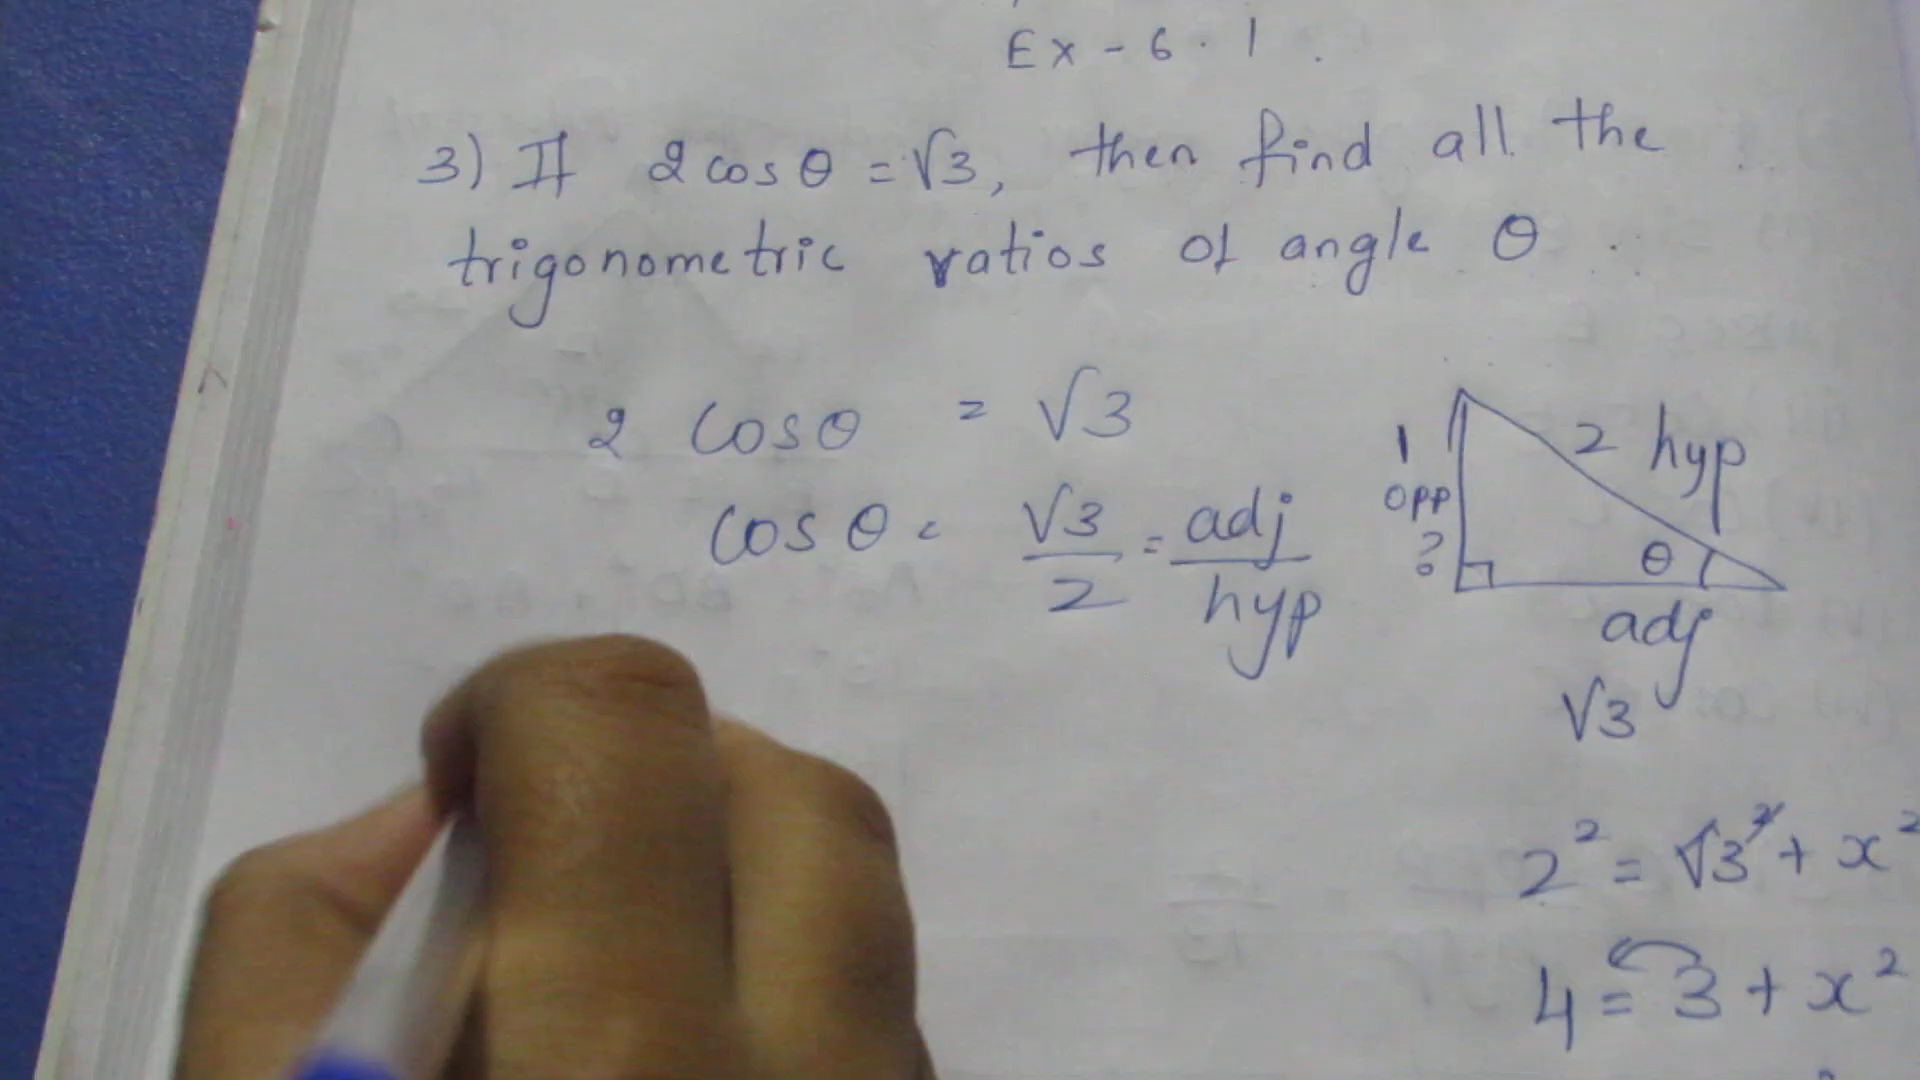 Ex - 6.1.
3) If 2 cos θ = √3, then find all the
trigonometric ratios of angle θ.
2 cos θ = √3
cos θ = √3/2 = adj/hyp
1
opp
?
2 hyp
θ
adj
√3
2² = √3² + x²
4 = 3 + x²